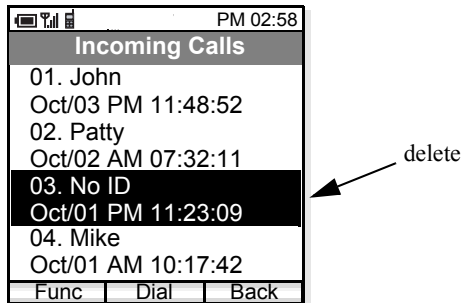 PM 02:58
Incoming Calls
01. John
Oct/03 PM 11:48:52
02. Patty
Oct/02 AM 07:32:11
03. No ID
Oct/01 PM 11:23:09
04. Mike
Oct/01 AM 10:17:42
Func Dial Back
delete